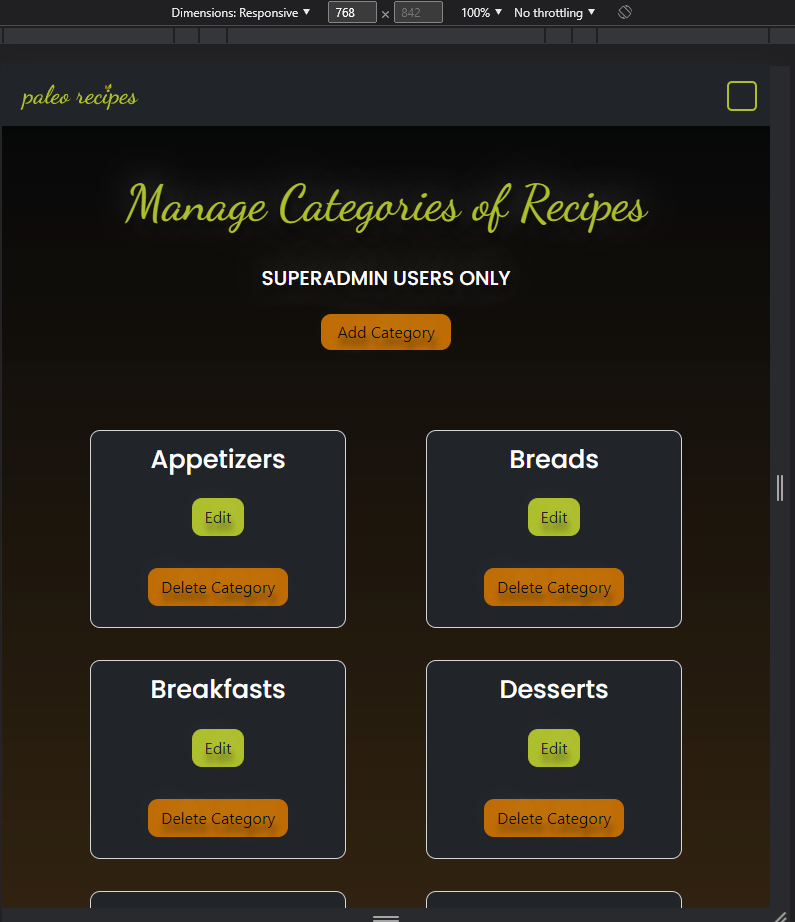 Dimensions: Responsive ▼ 768 × 842 100% ▼ No throttling ▼
paleo recipes
Manage Categories of Recipes
SUPERADMIN USERS ONLY
Add Category
Appetizers Breads
Edit Edit
Delete Category Delete Category
Breakfasts Desserts
Edit Edit
Delete Category Delete Category